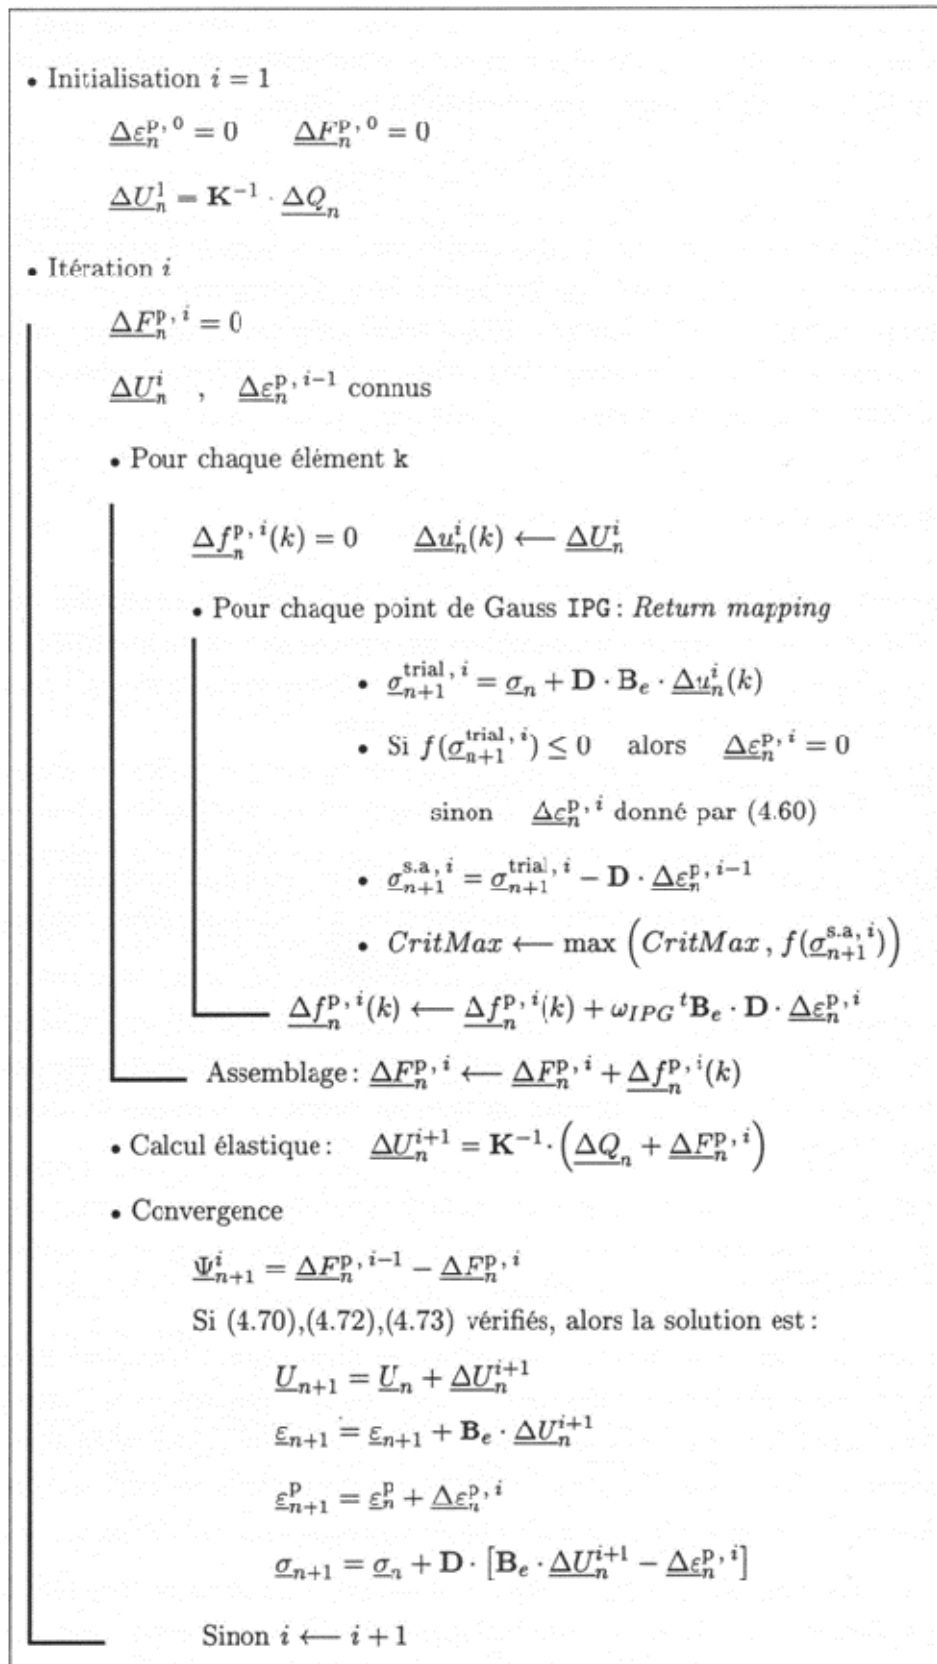 • Initialisation i = 1
Δε_n^{p, 0} = 0 ΔF_n^{p, 0} = 0
ΔU_n^1 = K^{-1} · ΔQ_n
• Itération i
ΔF_n^{p, i} = 0
ΔU_n^i , Δε_n^{p, i-1} connus
• Pour chaque élément k
Δf_n^{p, i}(k) = 0 Δu_n^i(k) ⟵ ΔU_n^i
• Pour chaque point de Gauss IPG : Return mapping
• σ_{n+1}^{trial, i} = σ_n + D · B_e · Δu_n^i(k)
• Si f(σ_{n+1}^{trial, i}) ≤ 0 alors Δε_n^{p, i} = 0
sinon Δε_n^{p, i} donné par (4.60)
• σ_{n+1}^{s.a, i} = σ_{n+1}^{trial, i} − D · Δε_n^{p, i-1}
• CritMax ⟵ max (CritMax , f(σ_{n+1}^{s.a, i}))
Δf_n^{p, i}(k) ⟵ Δf_n^{p, i}(k) + ω_{IPG} ^tB_e · D · Δε_n^{p, i}
Assemblage : ΔF_n^{p, i} ⟵ ΔF_n^{p, i} + Δf_n^{p, i}(k)
• Calcul élastique : ΔU_n^{i+1} = K^{-1} · (ΔQ_n + ΔF_n^{p, i})
• Convergence
Ψ_{n+1}^i = ΔF_n^{p, i-1} − ΔF_n^{p, i}
Si (4.70),(4.72),(4.73) vérifiés, alors la solution est :
U_{n+1} = U_n + ΔU_n^{i+1}
ε_{n+1} = ε_{n+1} + B_e · ΔU_n^{i+1}
ε_{n+1}^p = ε_n^p + Δε_n^{p, i}
σ_{n+1} = σ_n + D · [B_e · ΔU_n^{i+1} − Δε_n^{p, i}]
Sinon i ⟵ i + 1